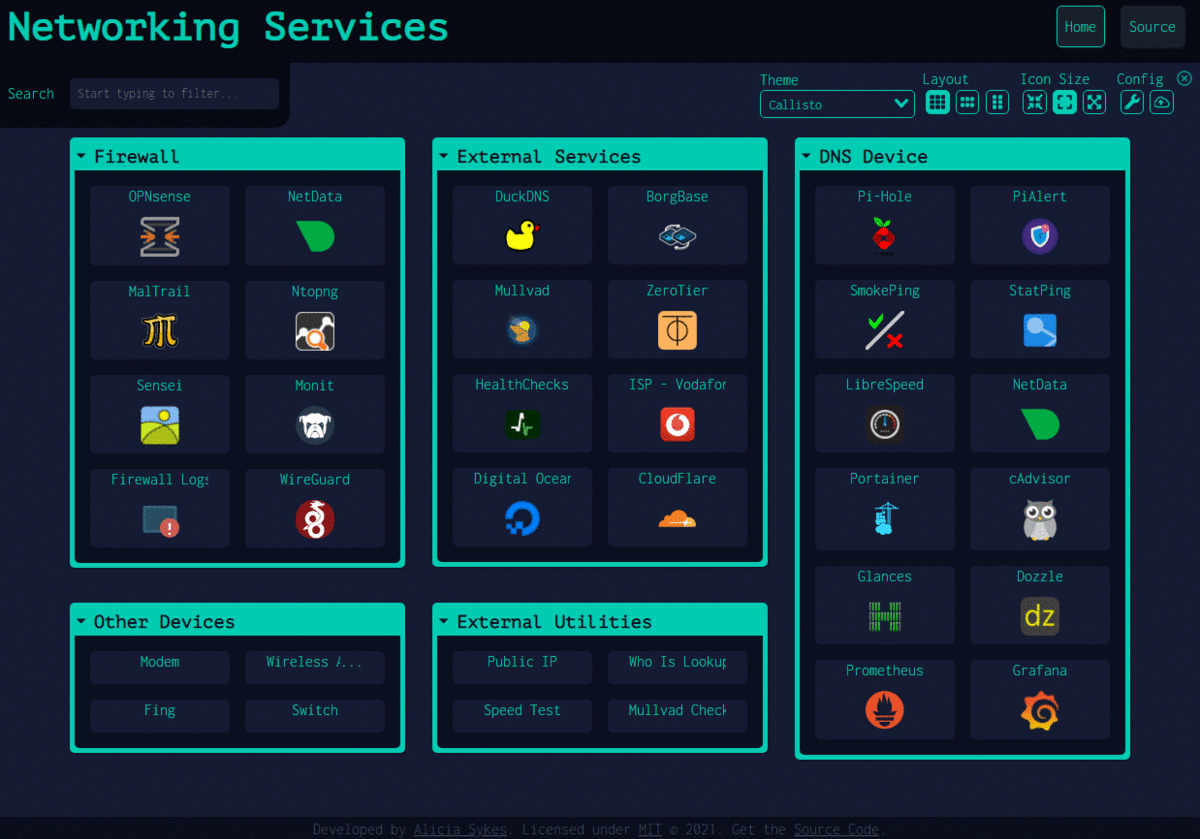 Networking Services
Home
Source
Search
Start typing to filter...
Theme
Callisto
Layout
Icon Size
Config
Firewall
OPNsense
NetData
MalTrail
Ntopng
Sensei
Monit
Firewall Logs
WireGuard
External Services
DuckDNS
BorgBase
Mullvad
ZeroTier
HealthChecks
ISP - Vodafor
Digital Ocear
CloudFlare
DNS Device
Pi-Hole
PiAlert
SmokePing
StatPing
LibreSpeed
NetData
Portainer
cAdvisor
Glances
Dozzle
dz
Prometheus
Grafana
Other Devices
Modem
Wireless A...
Fing
Switch
External Utilities
Public IP
Who Is Lookup
Speed Test
Mullvad Check
Developed by Alicia Sykes. Licensed under MIT © 2021. Get the Source Code.